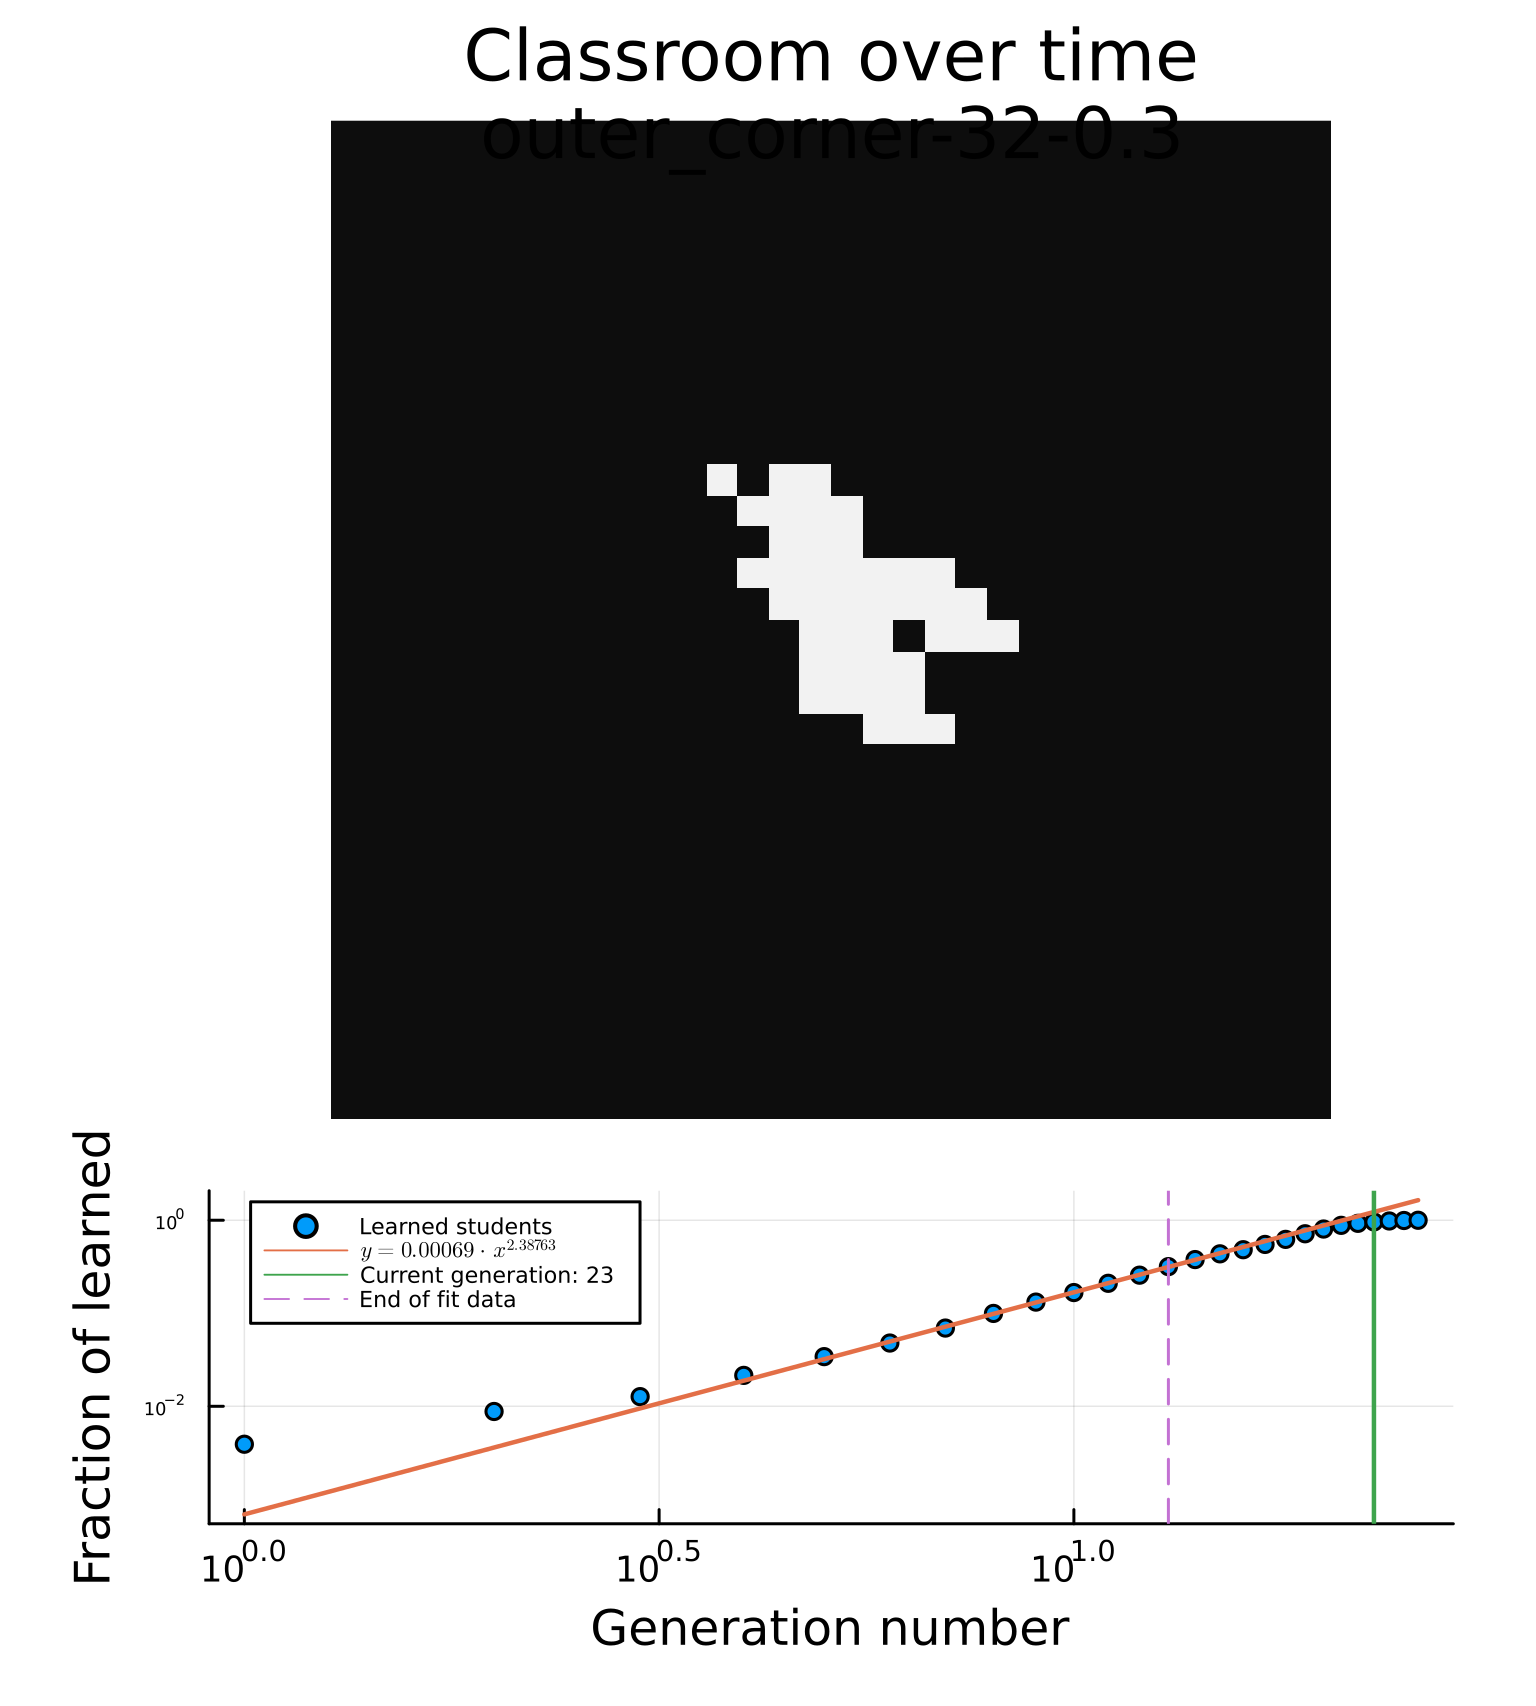 Classroom over time
outer_corner-32-0.3
Fraction of learned
10^0
10^-2
Learned students
y = 0.00069 · x^2.38763
Current generation: 23
End of fit data
10^0.0
10^0.5
10^1.0
Generation number